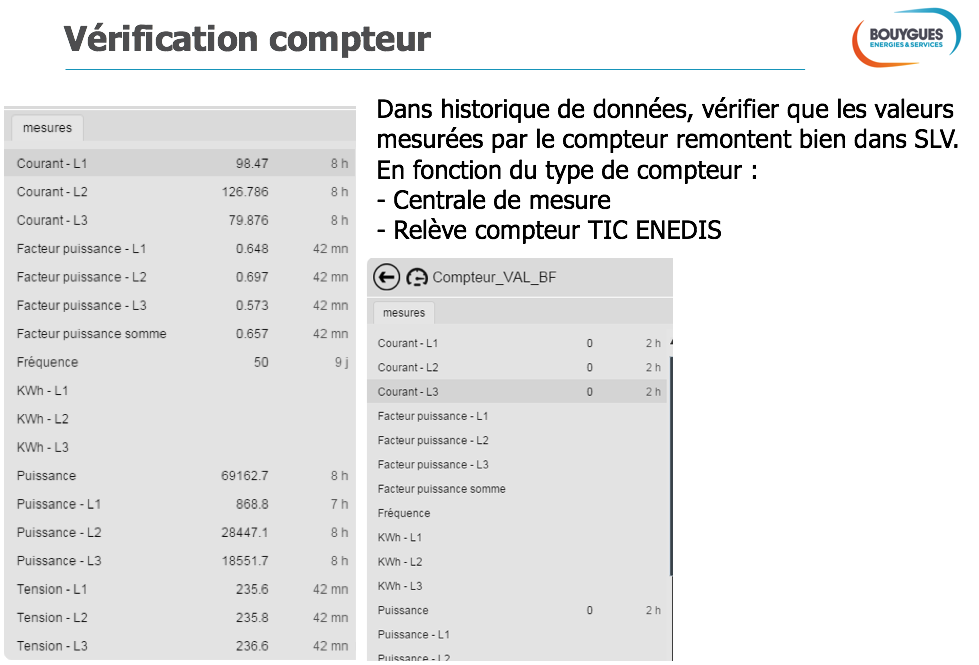 Vérification compteur
BOUYGUES
ENERGIES & SERVICES
mesures
Courant - L1 98.47 8 h
Courant - L2 126.786 8 h
Courant - L3 79.876 8 h
Facteur puissance - L1 0.648 42 mn
Facteur puissance - L2 0.697 42 mn
Facteur puissance - L3 0.573 42 mn
Facteur puissance somme 0.657 42 mn
Fréquence 50 9 j
KWh - L1
KWh - L2
KWh - L3
Puissance 69162.7 8 h
Puissance - L1 868.8 7 h
Puissance - L2 28447.1 8 h
Puissance - L3 18551.7 8 h
Tension - L1 235.6 42 mn
Tension - L2 235.8 42 mn
Tension - L3 236.6 42 mn
Dans historique de données, vérifier que les valeurs
mesurées par le compteur remontent bien dans SLV.
En fonction du type de compteur :
- Centrale de mesure
- Relève compteur TIC ENEDIS
Compteur_VAL_BF
mesures
Courant - L1 0 2 h
Courant - L2 0 2 h
Courant - L3 0 2 h
Facteur puissance - L1
Facteur puissance - L2
Facteur puissance - L3
Facteur puissance somme
Fréquence
KWh - L1
KWh - L2
KWh - L3
Puissance 0 2 h
Puissance - L1
Puissance - L2